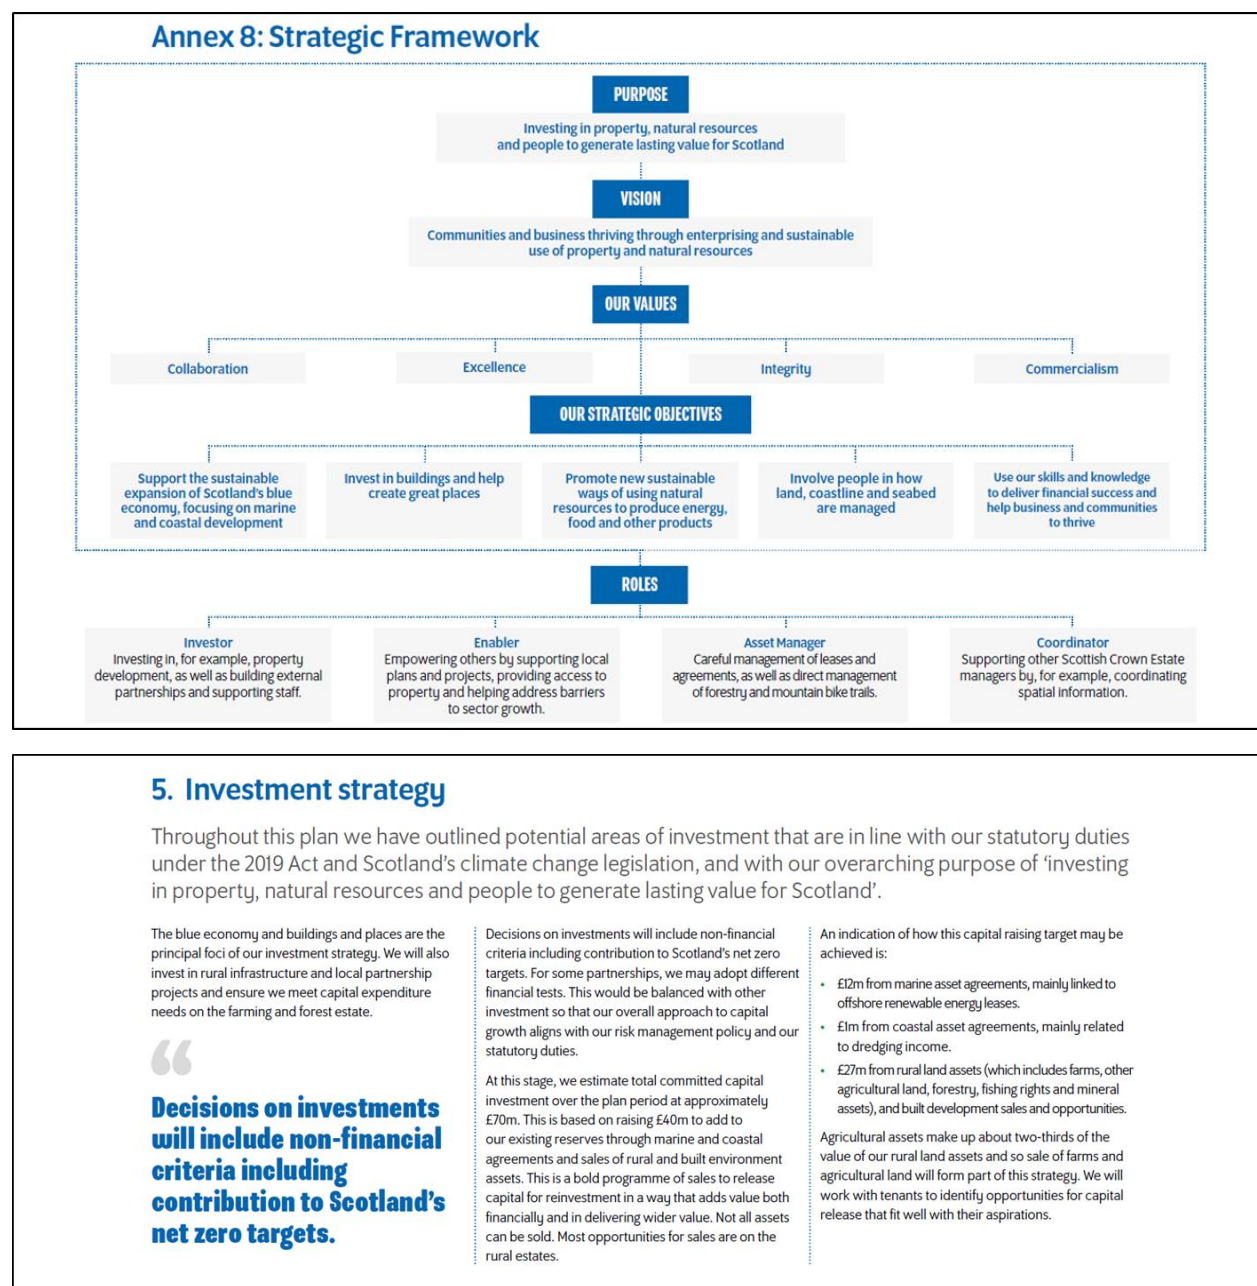 Annex 8: Strategic Framework
PURPOSE
Investing in property, natural resources
and people to generate lasting value for Scotland
VISION
Communities and business thriving through enterprising and sustainable
use of property and natural resources
OUR VALUES
Collaboration
Excellence
Integrity
Commercialism
OUR STRATEGIC OBJECTIVES
Support the sustainable
expansion of Scotland's blue
economy, focusing on marine
and coastal development
Invest in buildings and help
create great places
Promote new sustainable
ways of using natural
resources to produce energy,
food and other products
Involve people in how
land, coastline and seabed
are managed
Use our skills and knowledge
to deliver financial success and
help business and communities
to thrive
ROLES
Investor
Investing in, for example, property
development, as well as building external
partnerships and supporting staff.
Enabler
Empowering others by supporting local
plans and projects, providing access to
property and helping address barriers
to sector growth.
Asset Manager
Careful management of leases and
agreements, as well as direct management
of forestry and mountain bike trails.
Coordinator
Supporting other Scottish Crown Estate
managers by, for example, coordinating
spatial information.
5. Investment strategy
Throughout this plan we have outlined potential areas of investment that are in line with our statutory duties
under the 2019 Act and Scotland's climate change legislation, and with our overarching purpose of 'investing
in property, natural resources and people to generate lasting value for Scotland'.
The blue economy and buildings and places are the
principal foci of our investment strategy. We will also
invest in rural infrastructure and local partnership
projects and ensure we meet capital expenditure
needs on the farming and forest estate.
“
Decisions on investments
will include non-financial
criteria including
contribution to Scotland's
net zero targets.
Decisions on investments will include non-financial
criteria including contribution to Scotland's net zero
targets. For some partnerships, we may adopt different
financial tests. This would be balanced with other
investment so that our overall approach to capital
growth aligns with our risk management policy and our
statutory duties.
At this stage, we estimate total committed capital
investment over the plan period at approximately
£70m. This is based on raising £40m to add to
our existing reserves through marine and coastal
agreements and sales of rural and built environment
assets. This is a bold programme of sales to release
capital for reinvestment in a way that adds value both
financially and in delivering wider value. Not all assets
can be sold. Most opportunities for sales are on the
rural estates.
An indication of how this capital raising target may be
achieved is:
• £12m from marine asset agreements, mainly linked to
offshore renewable energy leases.
• £1m from coastal asset agreements, mainly related
to dredging income.
• £27m from rural land assets (which includes farms, other
agricultural land, forestry, fishing rights and mineral
assets), and built development sales and opportunities.
Agricultural assets make up about two-thirds of the
value of our rural land assets and so sale of farms and
agricultural land will form part of this strategy. We will
work with tenants to identify opportunities for capital
release that fit well with their aspirations.